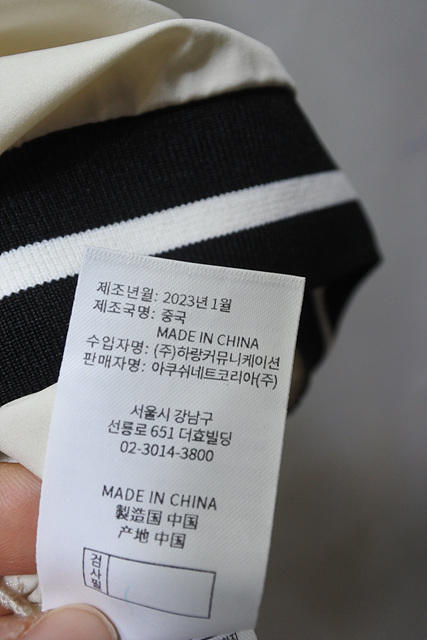 제조년월: 2023년 1월
제조국명: 중국
MADE IN CHINA
수입자명: (주)하랑커뮤니케이션
판매자명: 아쿠쉬네트코리아(주)
서울시 강남구
선릉로 651 더효빌딩
02-3014-3800
MADE IN CHINA
製造国 中国
产地 中国
검사필